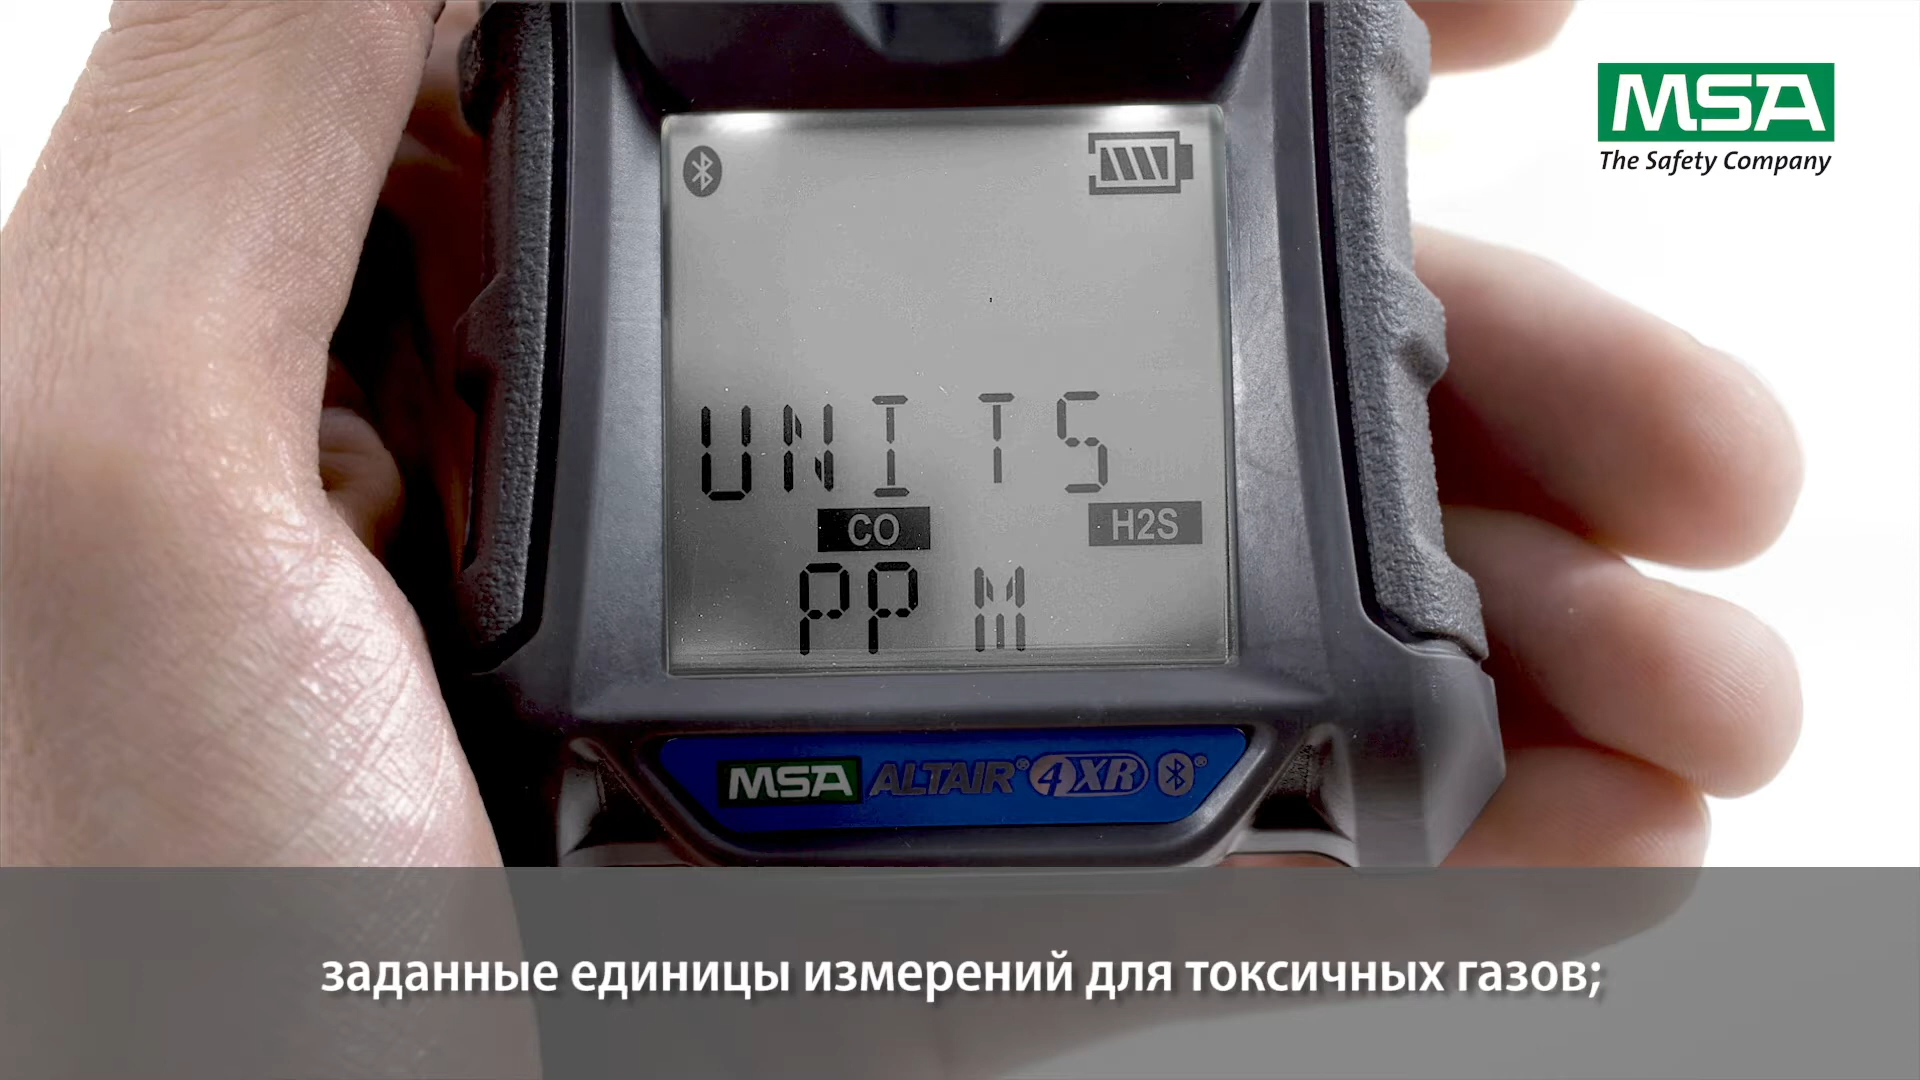 MSA
The Safety Company
UNITS
CO H2S
PPM
MSA ALTAIR® 4XR ®
заданные единицы измерений для токсичных газов;